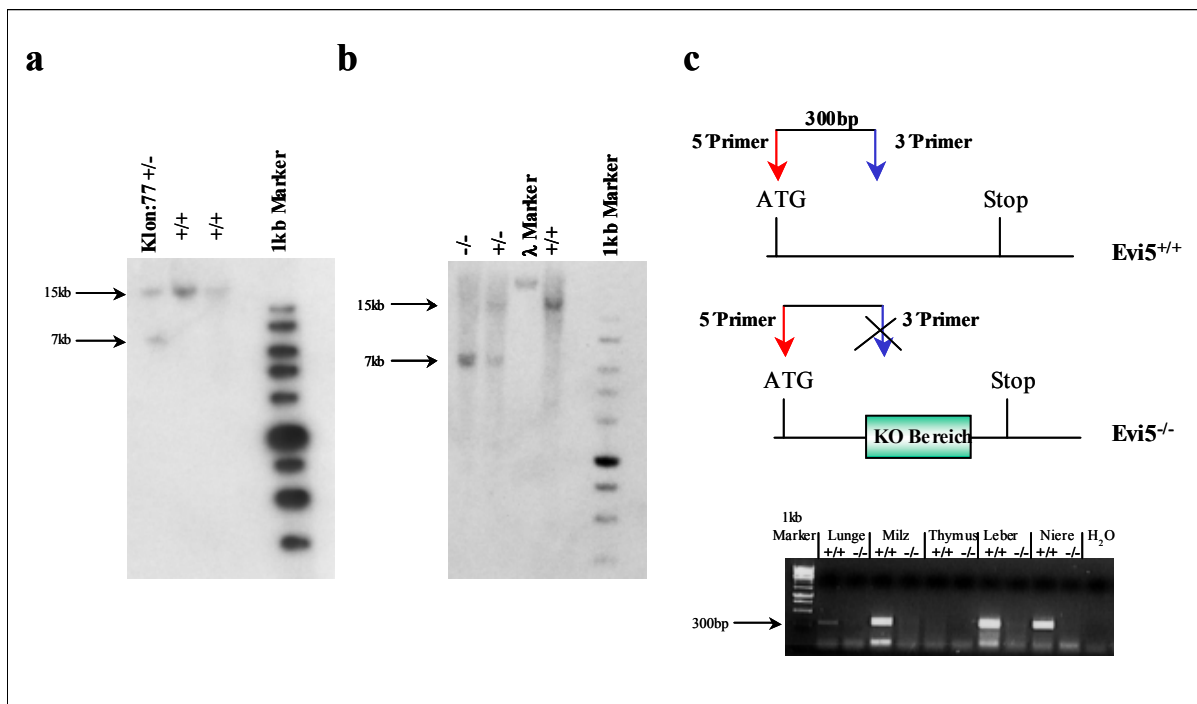 a
Klon:77 +/-
+/+
+/+
1kb Marker
15kb
7kb
b
-/-
+/-
λ Marker
+/+
1kb Marker
15kb
7kb
c
300bp
5´Primer
3´Primer
ATG
Stop
Evi5+/+
5´Primer
3´Primer
ATG
Stop
KO Bereich
Evi5-/-
1kb
Marker
Lunge
Milz
Thymus
Leber
Niere
H2O
+/+ -/- +/+ -/- +/+ -/- +/+ -/- +/+ -/-
300bp